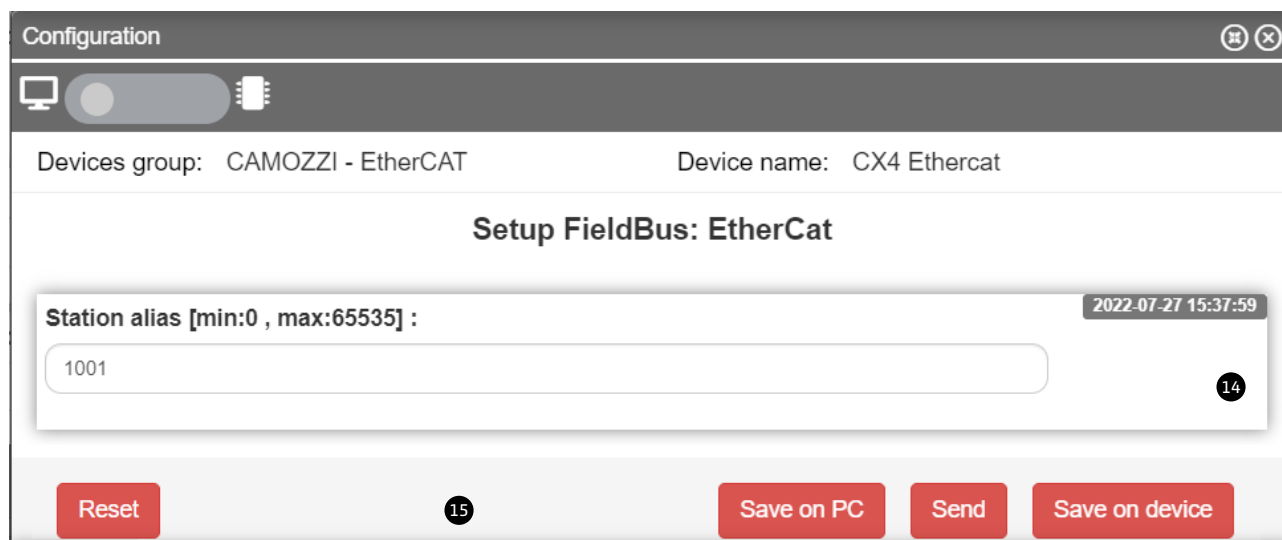 Configuration
Devices group: CAMOZZI - EtherCAT Device name: CX4 Ethercat
Setup FieldBus: EtherCat
2022-07-27 15:37:59
Station alias [min:0 , max:65535] :
1001
14
Reset 15 Save on PC Send Save on device